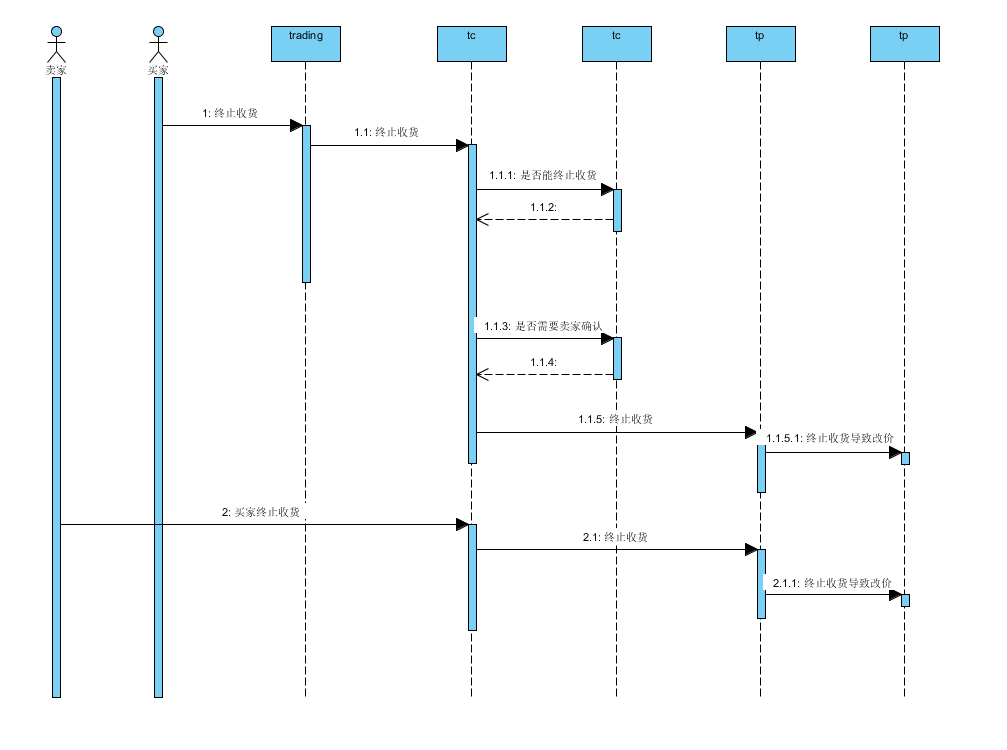 trading
tc
tc
tp
tp
卖家
买家
1: 终止收货
1.1: 终止收货
1.1.1: 是否能终止收货
1.1.2:
1.1.3: 是否需要卖家确认
1.1.4:
1.1.5: 终止收货
1.1.5.1: 终止收货导致改价
2: 买家终止收货
2.1: 终止收货
2.1.1: 终止收货导致改价